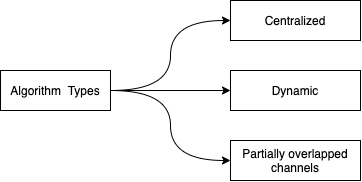 Centralized
Algorithm Types
Dynamic
Partially overlapped
channels